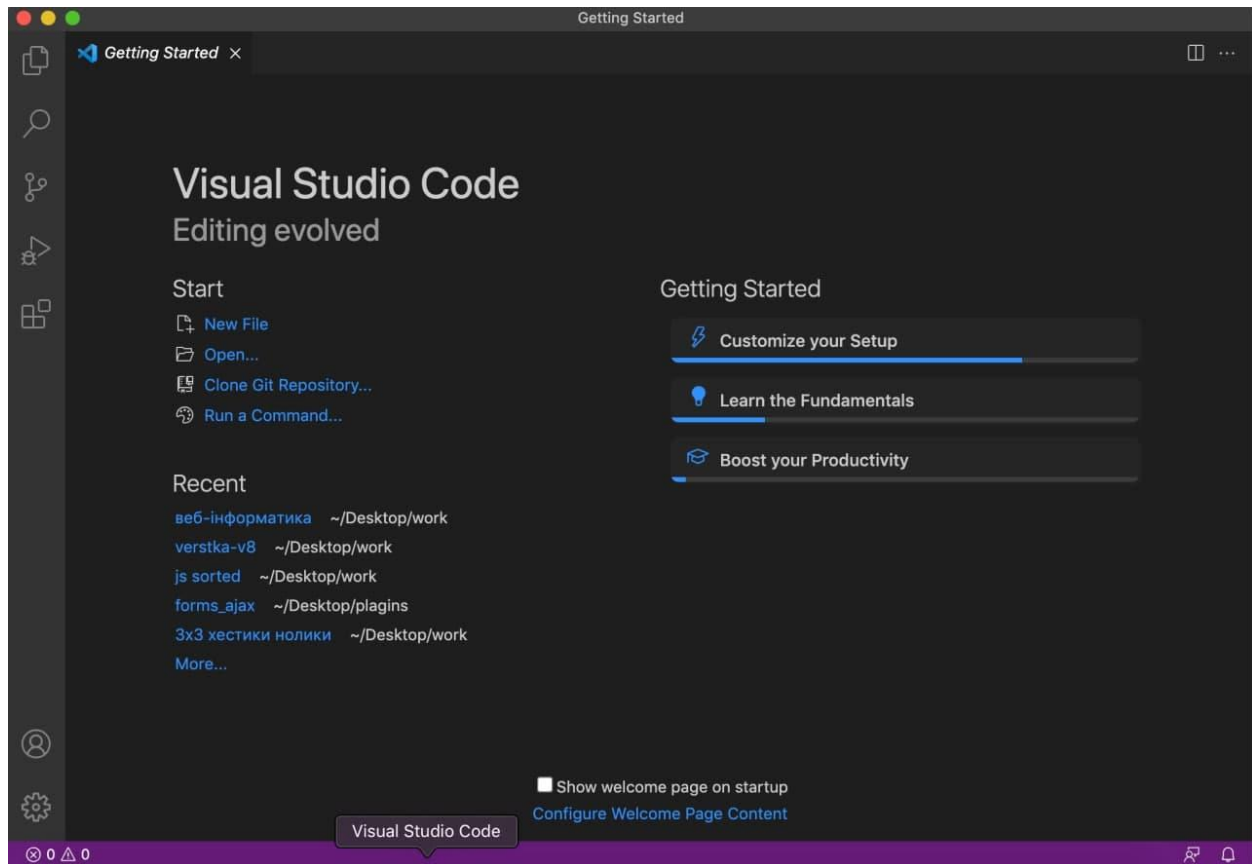 Getting Started
Getting Started
Visual Studio Code
Editing evolved
Start
New File
Open...
Clone Git Repository...
Run a Command...
Recent
веб-інформатика ~/Desktop/work
verstka-v8 ~/Desktop/work
js sorted ~/Desktop/work
forms_ajax ~/Desktop/plagins
3x3 хестики нолики ~/Desktop/work
More...
Getting Started
Customize your Setup
Learn the Fundamentals
Boost your Productivity
Show welcome page on startup
Configure Welcome Page Content
Visual Studio Code
0 0